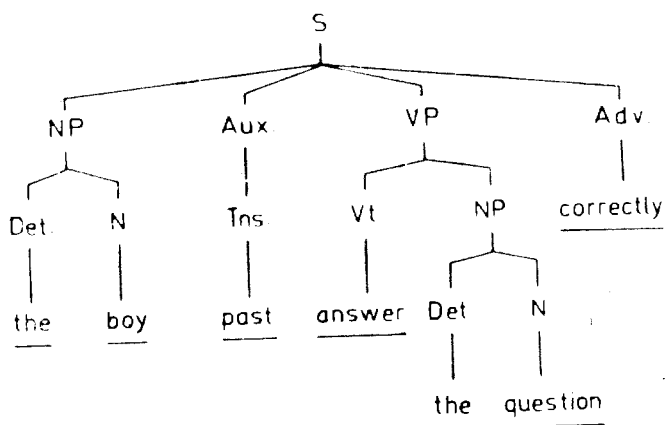 S
NP Aux. VP Adv.
Det. N Tns. Vt NP correctly
the boy past answer Det N
the question